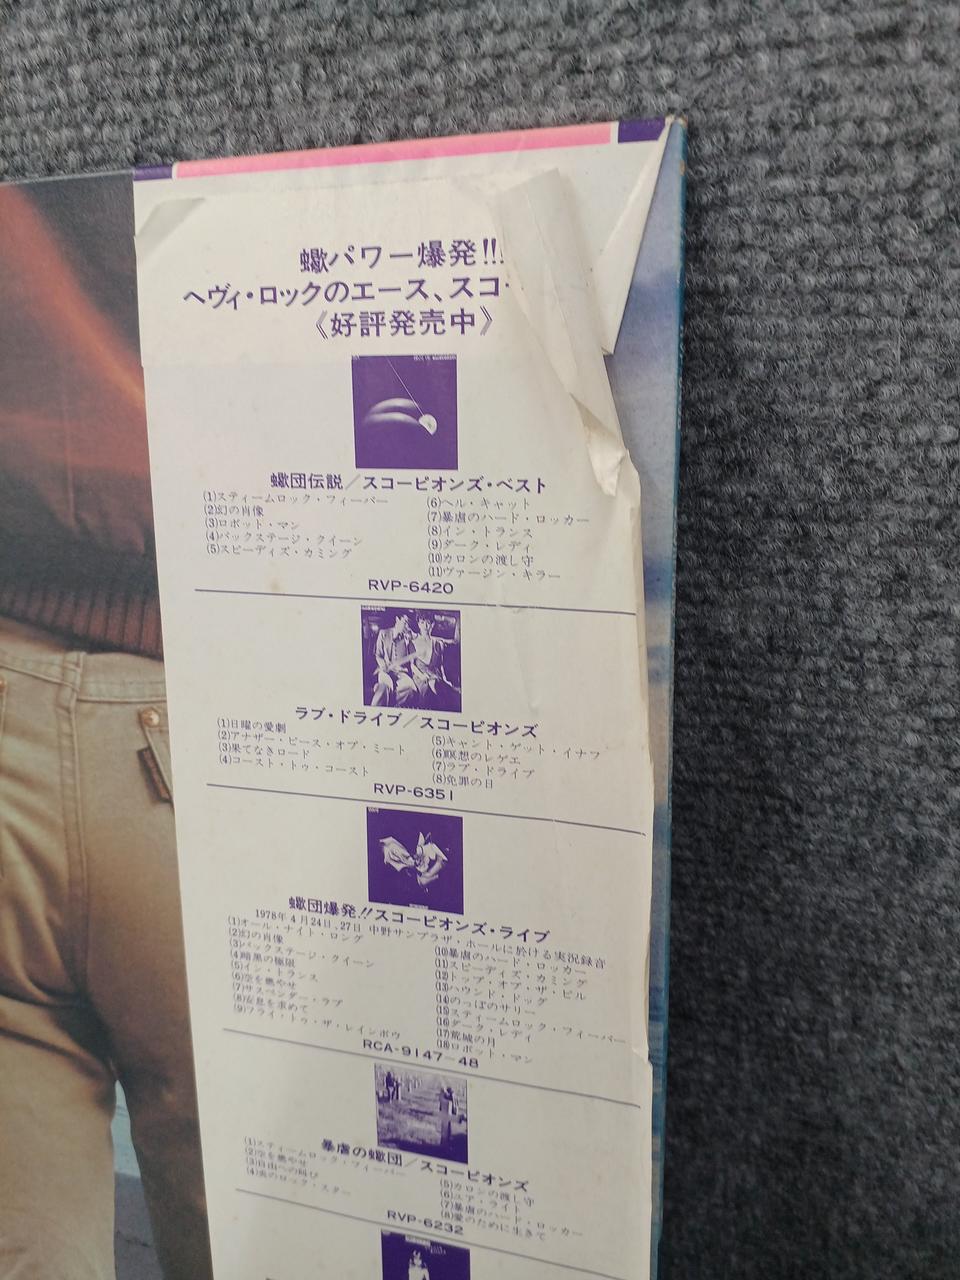 蠍パワー爆発!!
ヘヴィ・ロックのエース、スコ
《好評発売中》
蠍団伝説／スコーピオンズ・ベスト
(1)スティームロック・フィーバー
(2)幻の肖像
(3)ロボット・マン
(4)バックステージ・クイーン
(5)スピーディズ・カミング
(6)ヘル・キャット
(7)暴虐のハード・ロッカー
(8)イン・トランス
(9)ダーク・レディ
(10)カロンの渡し守
(11)ヴァージン・キラー
RVP-6420
ラブ・ドライブ／スコーピオンズ
(1)日曜の愛劇
(2)アナザー・ピース・オブ・ミート
(3)果てなきロード
(4)コースト・トゥ・コースト
(5)キャント・ゲット・イナフ
(6)瞑想のレゲエ
(7)ラブ・ドライブ
(8)免罪の日
RVP-6351
蠍団爆発!!スコーピオンズ・ライブ
1978年4月24日、27日 中野サンプラザ・ホールに於ける実況録音
(1)オール・ナイト・ロング
(2)幻の肖像
(3)バックステージ・クイーン
(4)暗黒の極限
(5)イン・トランス
(6)空を燃やせ
(7)サスペンダー・ラブ
(8)安息を求めて
(9)フライ・トゥ・ザ・レインボウ
(10)暴虐のハード・ロッカー
(11)スピーディズ・カミング
(12)トップ・オブ・ザ・ビル
(13)ハウンド・ドッグ
(14)のっぽのサリー
(15)スティームロック・フィーバー
(16)ダーク・レディ
(17)荒城の月
(18)ロボット・マン
RCA-9147-48
暴虐の蠍団／スコーピオンズ
(1)スティームロック・フィーバー
(2)空を燃やせ
(3)自由への叫び
(4)炎のロック・スター
(5)カロンの渡し守
(6)ユア・ライト
(7)暴虐のハード・ロッカー
(8)愛のために生きて
RVP-6232